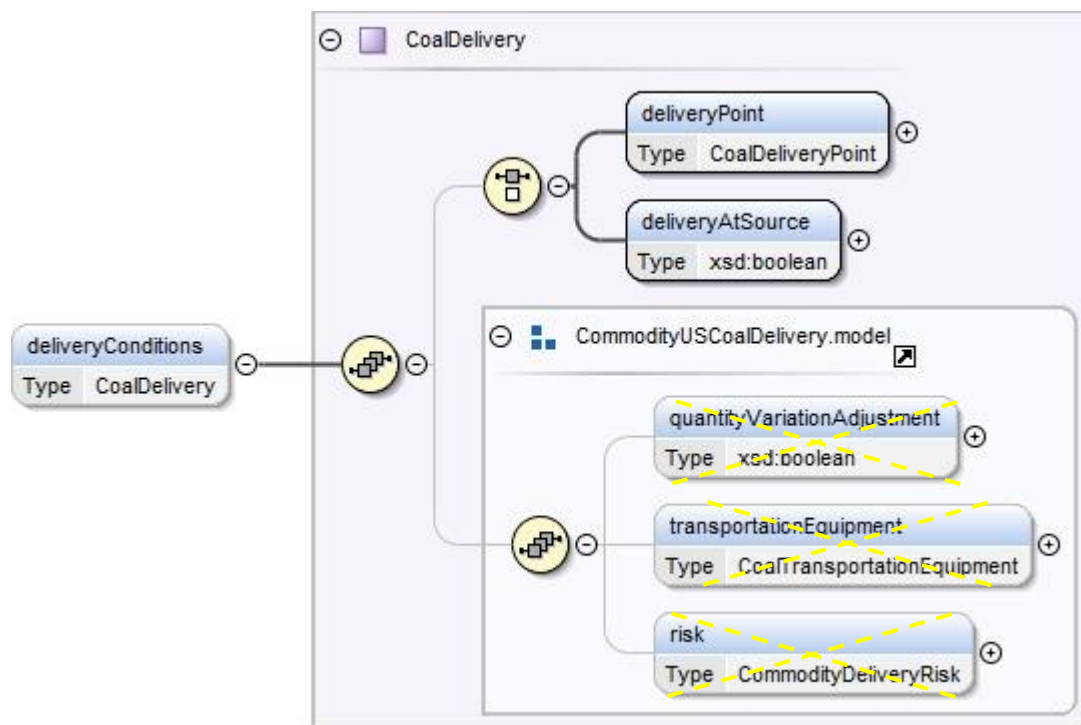 CoalDelivery
deliveryPoint
Type CoalDeliveryPoint
deliveryAtSource
Type xsd:boolean
CommodityUSCoalDelivery.model
deliveryConditions
Type CoalDelivery
quantityVariationAdjustment
Type xsd:boolean
transportationEquipment
Type CoalTransportationEquipment
risk
Type CommodityDeliveryRisk